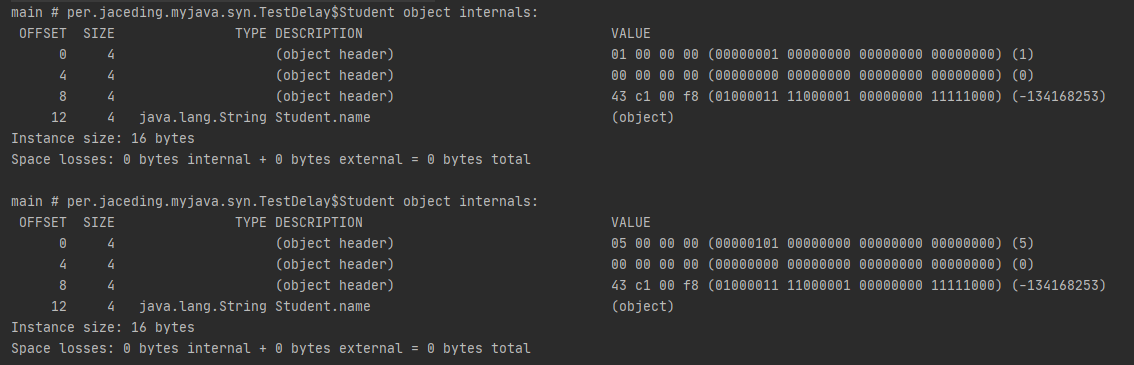 main # per.jaceding.myjava.syn.TestDelay$Student object internals:
OFFSET SIZE TYPE DESCRIPTION VALUE
0 4 (object header) 01 00 00 00 (00000001 00000000 00000000 00000000) (1)
4 4 (object header) 00 00 00 00 (00000000 00000000 00000000 00000000) (0)
8 4 (object header) 43 c1 00 f8 (01000011 11000001 00000000 11111000) (-134168253)
12 4 java.lang.String Student.name (object)
Instance size: 16 bytes
Space losses: 0 bytes internal + 0 bytes external = 0 bytes total
main # per.jaceding.myjava.syn.TestDelay$Student object internals:
OFFSET SIZE TYPE DESCRIPTION VALUE
0 4 (object header) 05 00 00 00 (00000101 00000000 00000000 00000000) (5)
4 4 (object header) 00 00 00 00 (00000000 00000000 00000000 00000000) (0)
8 4 (object header) 43 c1 00 f8 (01000011 11000001 00000000 11111000) (-134168253)
12 4 java.lang.String Student.name (object)
Instance size: 16 bytes
Space losses: 0 bytes internal + 0 bytes external = 0 bytes total